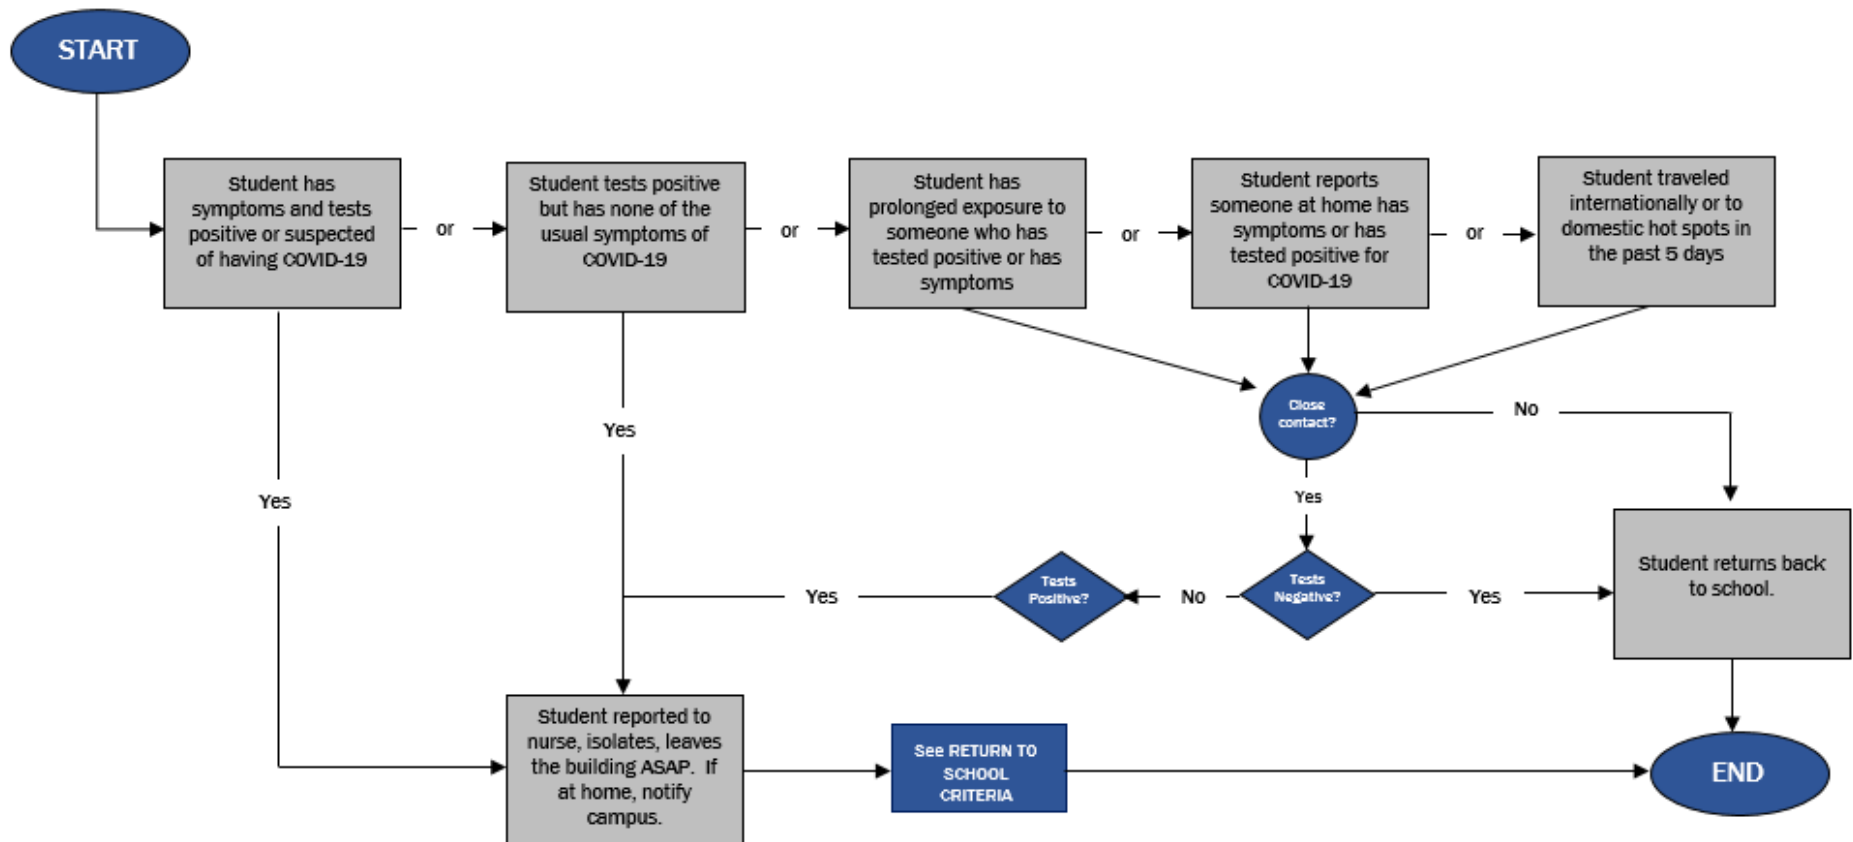 START
Student has
symptoms and tests
positive or suspected
of having COVID-19
or
Student tests positive
but has none of the
usual symptoms of
COVID-19
or
Student has
prolonged exposure to
someone who has
tested positive or has
symptoms
or
Student reports
someone at home has
symptoms or has
tested positive for
COVID-19
or
Student traveled
internationally or to
domestic hot spots in
the past 5 days
Close
contact?
No
Yes
Yes
Yes
Tests
Positive?
Tests
Negative?
Yes
No
Yes
Student returns back
to school.
Student reported to
nurse, isolates, leaves
the building ASAP. If
at home, notify
campus.
See RETURN TO
SCHOOL
CRITERIA
END